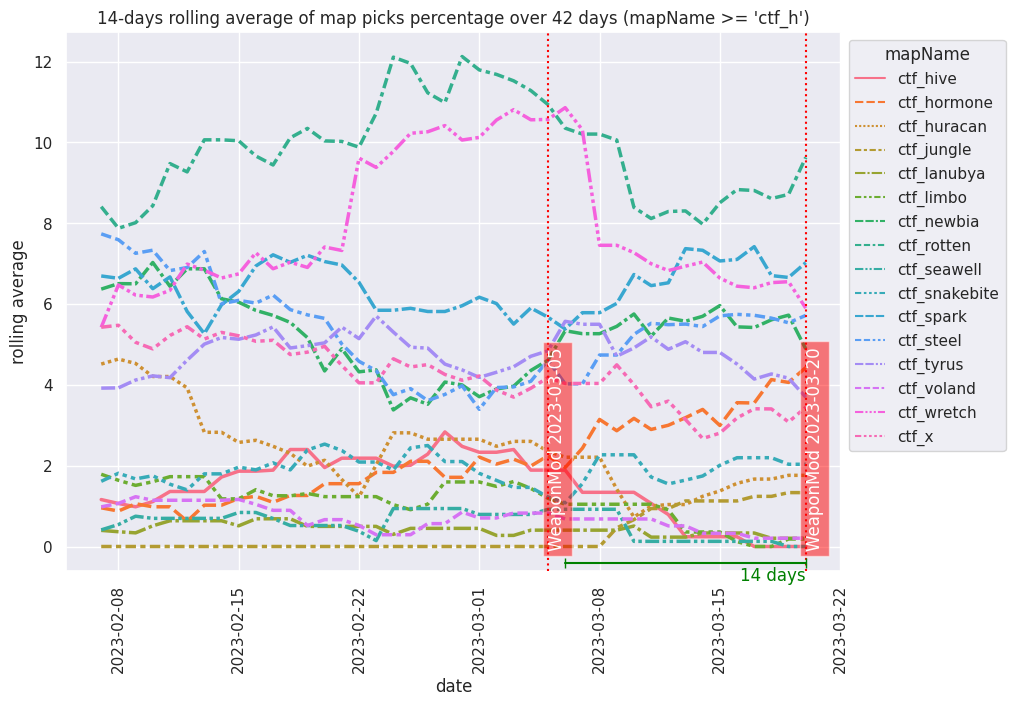 14-days rolling average of map picks percentage over 42 days (mapName >= 'ctf_h')
rolling average
12
10
8
6
4
2
0
WeaponMod 2023-03-05
WeaponMod 2023-03-20
14 days
2023-02-08
2023-02-15
2023-02-22
2023-03-01
2023-03-08
2023-03-15
2023-03-22
date
mapName
ctf_hive
ctf_hormone
ctf_huracan
ctf_jungle
ctf_lanubya
ctf_limbo
ctf_newbia
ctf_rotten
ctf_seawell
ctf_snakebite
ctf_spark
ctf_steel
ctf_tyrus
ctf_voland
ctf_wretch
ctf_x